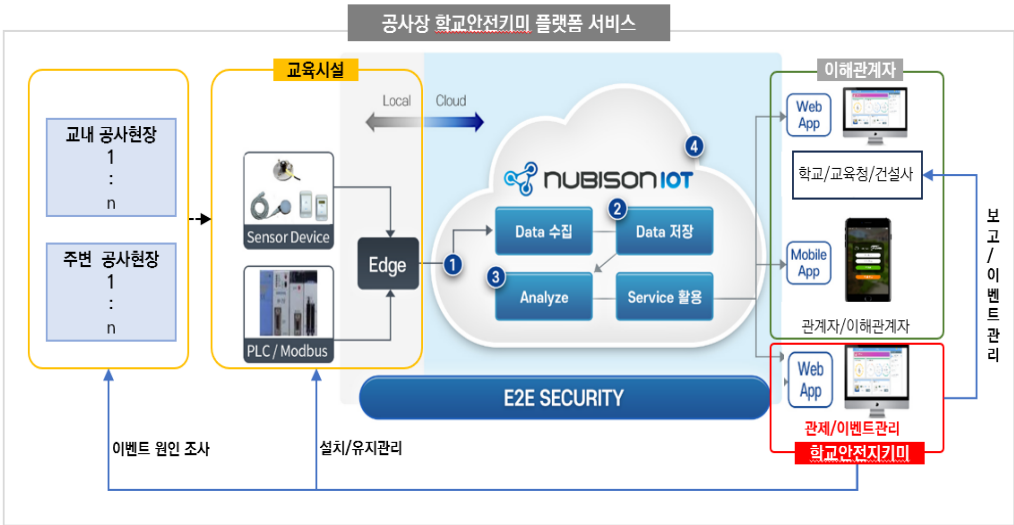 공사장 학교안전키미 플랫폼 서비스
교내 공사현장
1
:
n
주변 공사현장
1
:
n
교육시설
Local
Cloud
Sensor Device
PLC / Modbus
Edge
1
NUBISON IOT
4
2
Data 수집
Data 저장
3
Analyze
Service 활용
E2E SECURITY
이해관계자
Web
App
학교/교육청/건설사
Mobile
App
관계자/이해관계자
Web
App
관제/이벤트관리
학교안전지키미
보고/이벤트관리
이벤트 원인 조사
설치/유지관리